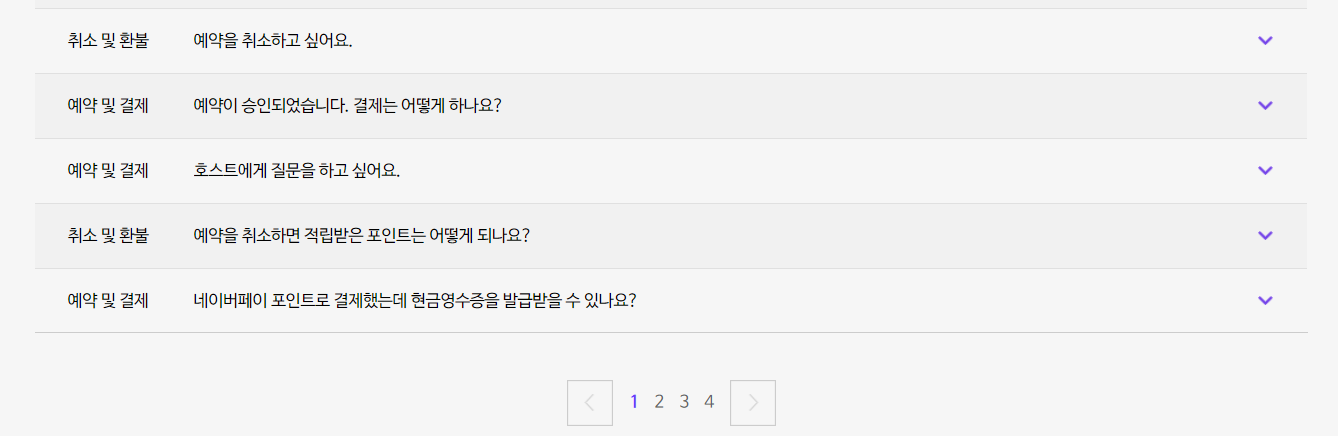 취소 및 환불 예약을 취소하고 싶어요.
예약 및 결제 예약이 승인되었습니다. 결제는 어떻게 하나요?
예약 및 결제 호스트에게 질문을 하고 싶어요.
취소 및 환불 예약을 취소하면 적립받은 포인트는 어떻게 되나요?
예약 및 결제 네이버페이 포인트로 결제했는데 현금영수증을 발급받을 수 있나요?
1 2 3 4